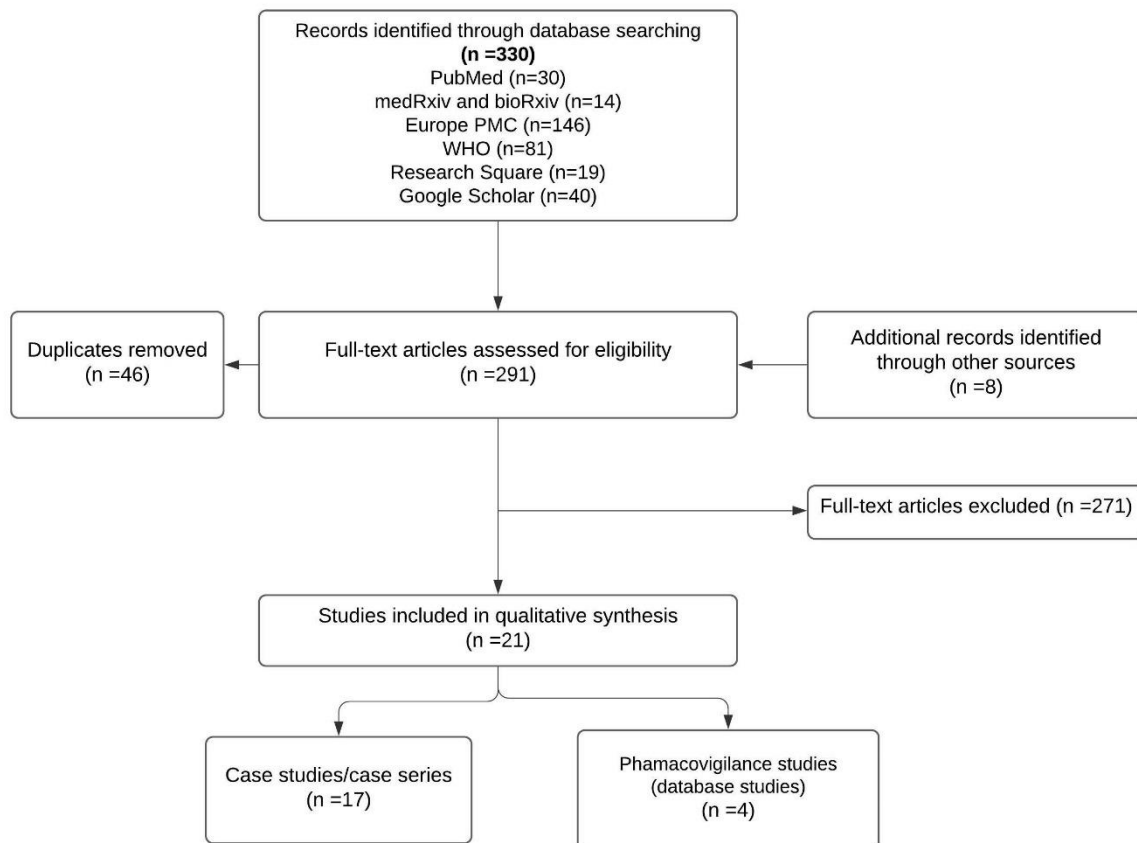 Records identified through database searching
(n =330)
PubMed (n=30)
medRxiv and bioRxiv (n=14)
Europe PMC (n=146)
WHO (n=81)
Research Square (n=19)
Google Scholar (n=40)
Duplicates removed
(n =46)
Full-text articles assessed for eligibility
(n =291)
Additional records identified
through other sources
(n =8)
Full-text articles excluded (n =271)
Studies included in qualitative synthesis
(n =21)
Case studies/case series
(n =17)
Phamacovigilance studies
(database studies)
(n =4)